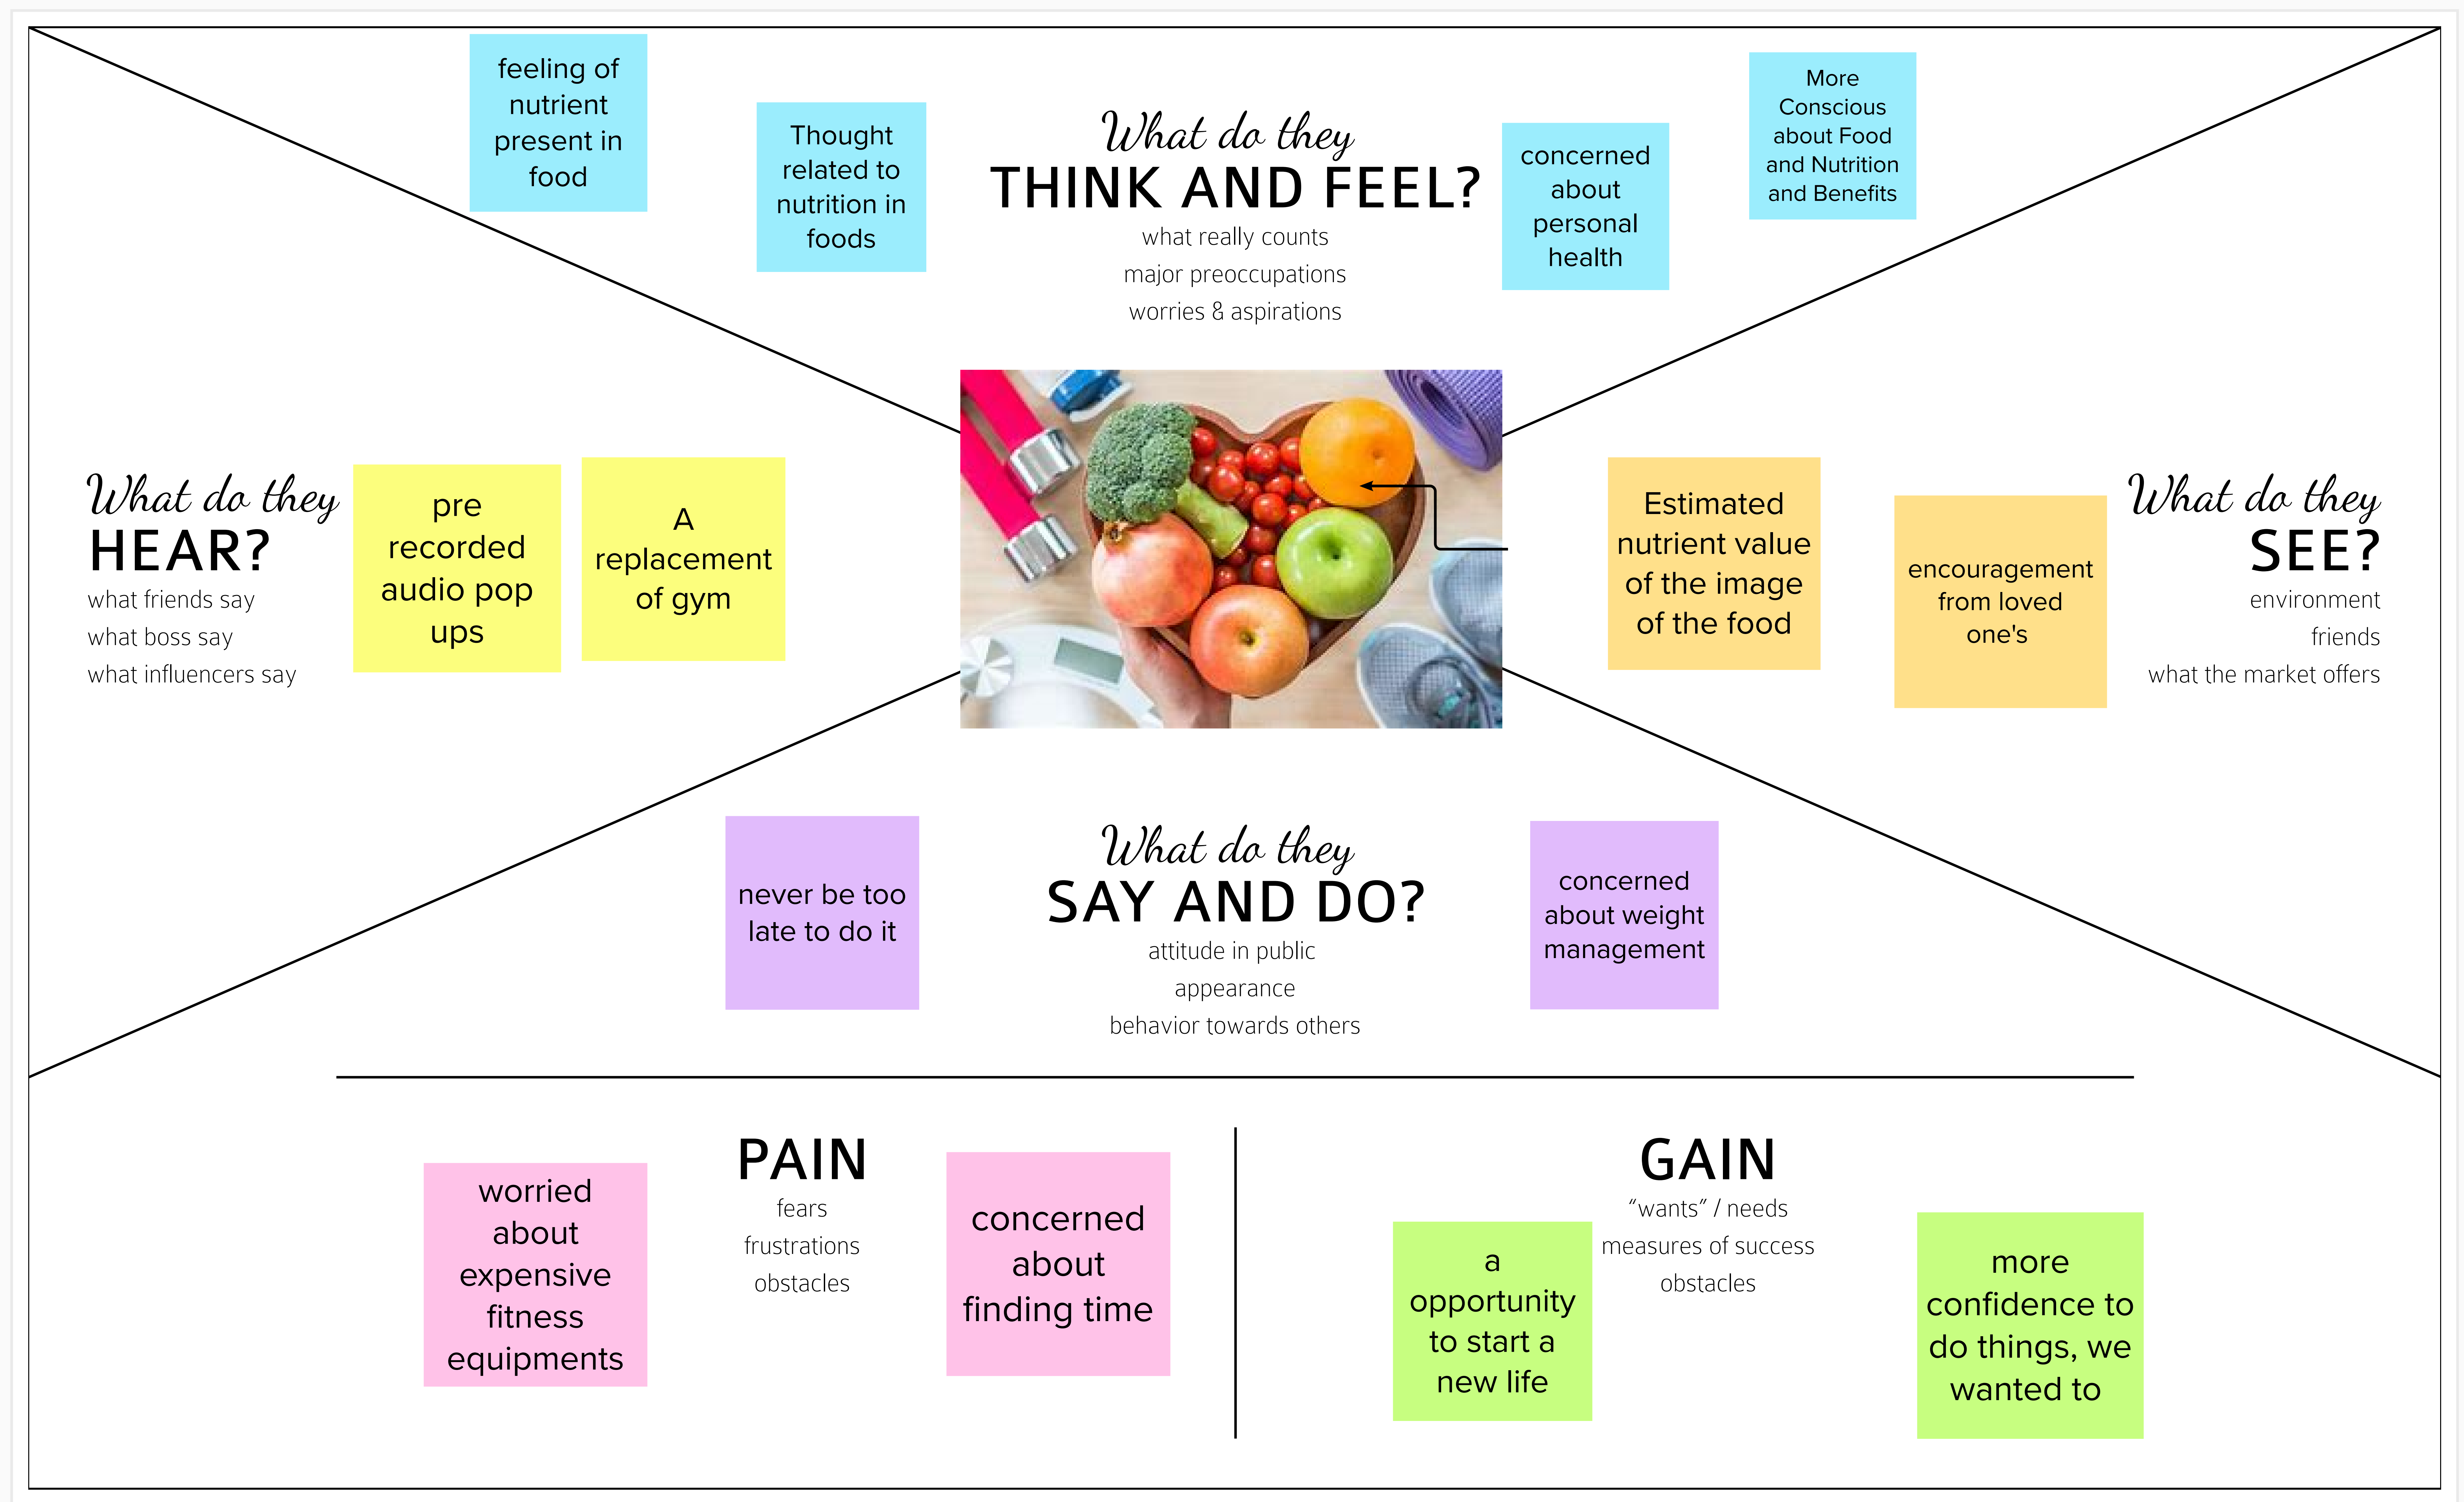 feeling of
nutrient
present in
food
Thought
related to
nutrition in
foods
What do they
THINK AND FEEL?
what really counts
major preoccupations
worries & aspirations
concerned
about
personal
health
More
Conscious
about Food
and Nutrition
and Benefits
What do they
HEAR?
what friends say
what boss say
what influencers say
pre
recorded
audio pop
ups
A
replacement
of gym
Estimated
nutrient value
of the image
of the food
encouragement
from loved
one's
What do they
SEE?
environment
friends
what the market offers
never be too
late to do it
What do they
SAY AND DO?
attitude in public
appearance
behavior towards others
concerned
about weight
management
worried
about
expensive
fitness
equipments
PAIN
fears
frustrations
obstacles
concerned
about
finding time
a
opportunity
to start a
new life
GAIN
“wants” / needs
measures of success
obstacles
more
confidence to
do things, we
wanted to